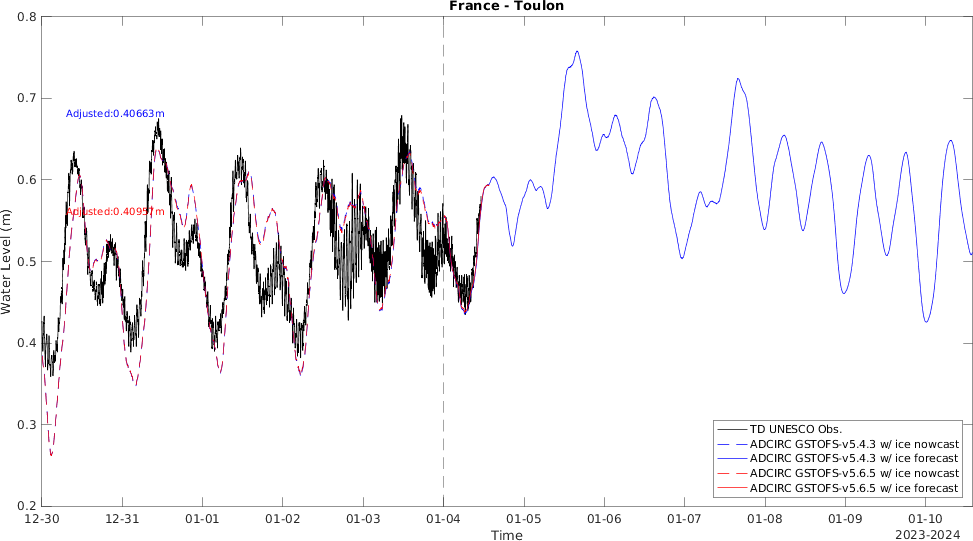 France - Toulon
Water Level (m)
0.8
0.7
0.6
0.5
0.4
0.3
0.2
Adjusted:0.40663m
Adjusted:0.40957m
TD UNESCO Obs.
ADCIRC GSTOFS-v5.4.3 w/ ice nowcast
ADCIRC GSTOFS-v5.4.3 w/ ice forecast
ADCIRC GSTOFS-v5.6.5 w/ ice nowcast
ADCIRC GSTOFS-v5.6.5 w/ ice forecast
12-30 12-31 01-01 01-02 01-03 01-04 01-05 01-06 01-07 01-08 01-09 01-10
Time
2023-2024